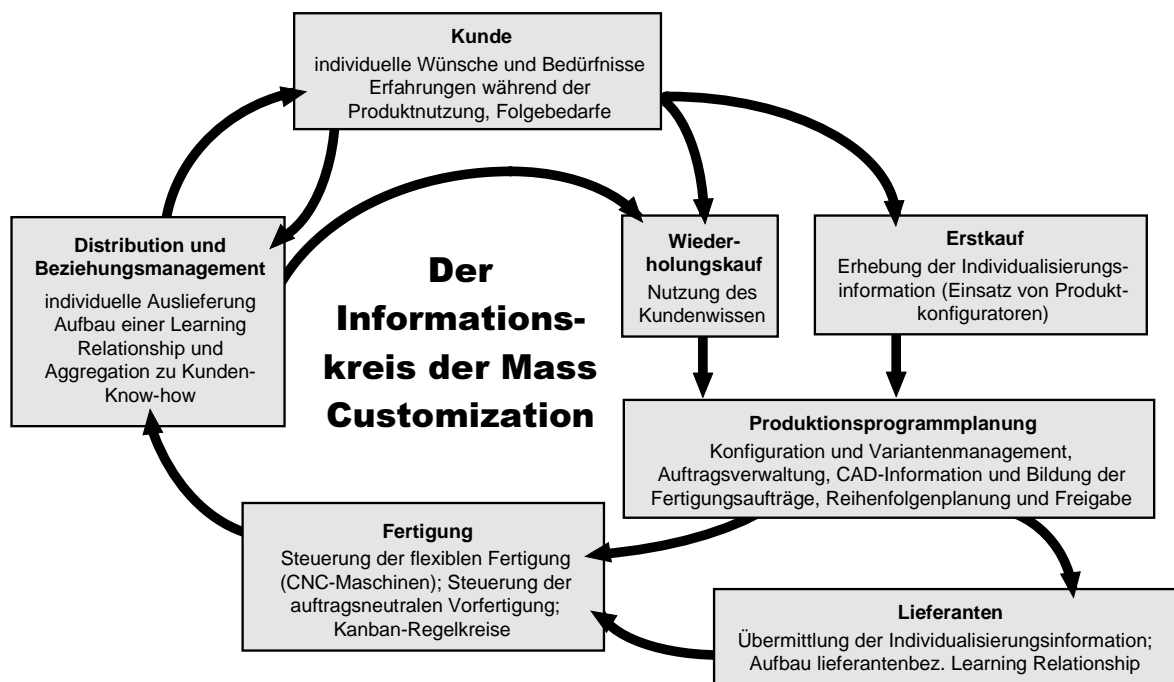 Kunde
individuelle Wünsche und Bedürfnisse
Erfahrungen während der
Produktnutzung, Folgebedarfe
Distribution und
Beziehungsmanagement
individuelle Auslieferung
Aufbau einer Learning
Relationship und
Aggregation zu Kunden-
Know-how
Der
Informations-
kreis der Mass
Customization
Wieder-
holungskauf
Nutzung des
Kundenwissen
Erstkauf
Erhebung der Individualisierungs-
information (Einsatz von Produkt-
konfiguratoren)
Produktionsprogrammplanung
Konfiguration und Variantenmanagement,
Auftragsverwaltung, CAD-Information und Bildung der
Fertigungsaufträge, Reihenfolgenplanung und Freigabe
Fertigung
Steuerung der flexiblen Fertigung
(CNC-Maschinen); Steuerung der
auftragsneutralen Vorfertigung;
Kanban-Regelkreise
Lieferanten
Übermittlung der Individualisierungsinformation;
Aufbau lieferantenbez. Learning Relationship